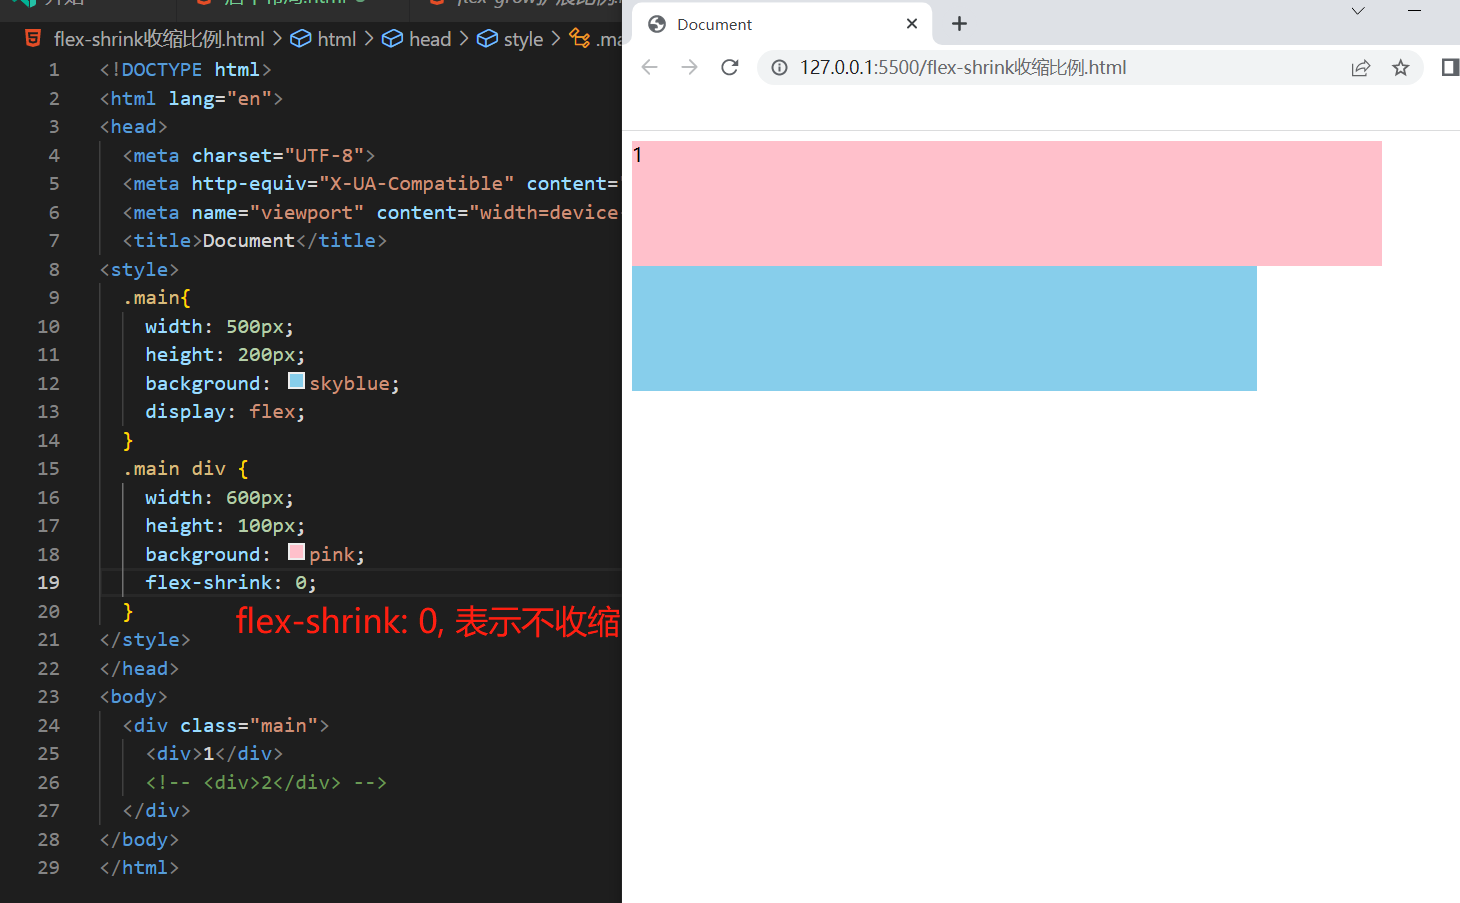 flex-shrink收缩比例.html > html > head > style > .ma
1 <!DOCTYPE html>
2 <html lang="en">
3 <head>
4 <meta charset="UTF-8">
5 <meta http-equiv="X-UA-Compatible" content=
6 <meta name="viewport" content="width=device
7 <title>Document</title>
8 <style>
9 .main{
10 width: 500px;
11 height: 200px;
12 background: skyblue;
13 display: flex;
14 }
15 .main div {
16 width: 600px;
17 height: 100px;
18 background: pink;
19 flex-shrink: 0;
20 }
flex-shrink: 0, 表示不收缩
21 </style>
22 </head>
23 <body>
24 <div class="main">
25 <div>1</div>
26 <!-- <div>2</div> -->
27 </div>
28 </body>
29 </html>
Document
127.0.0.1:5500/flex-shrink收缩比例.html
1